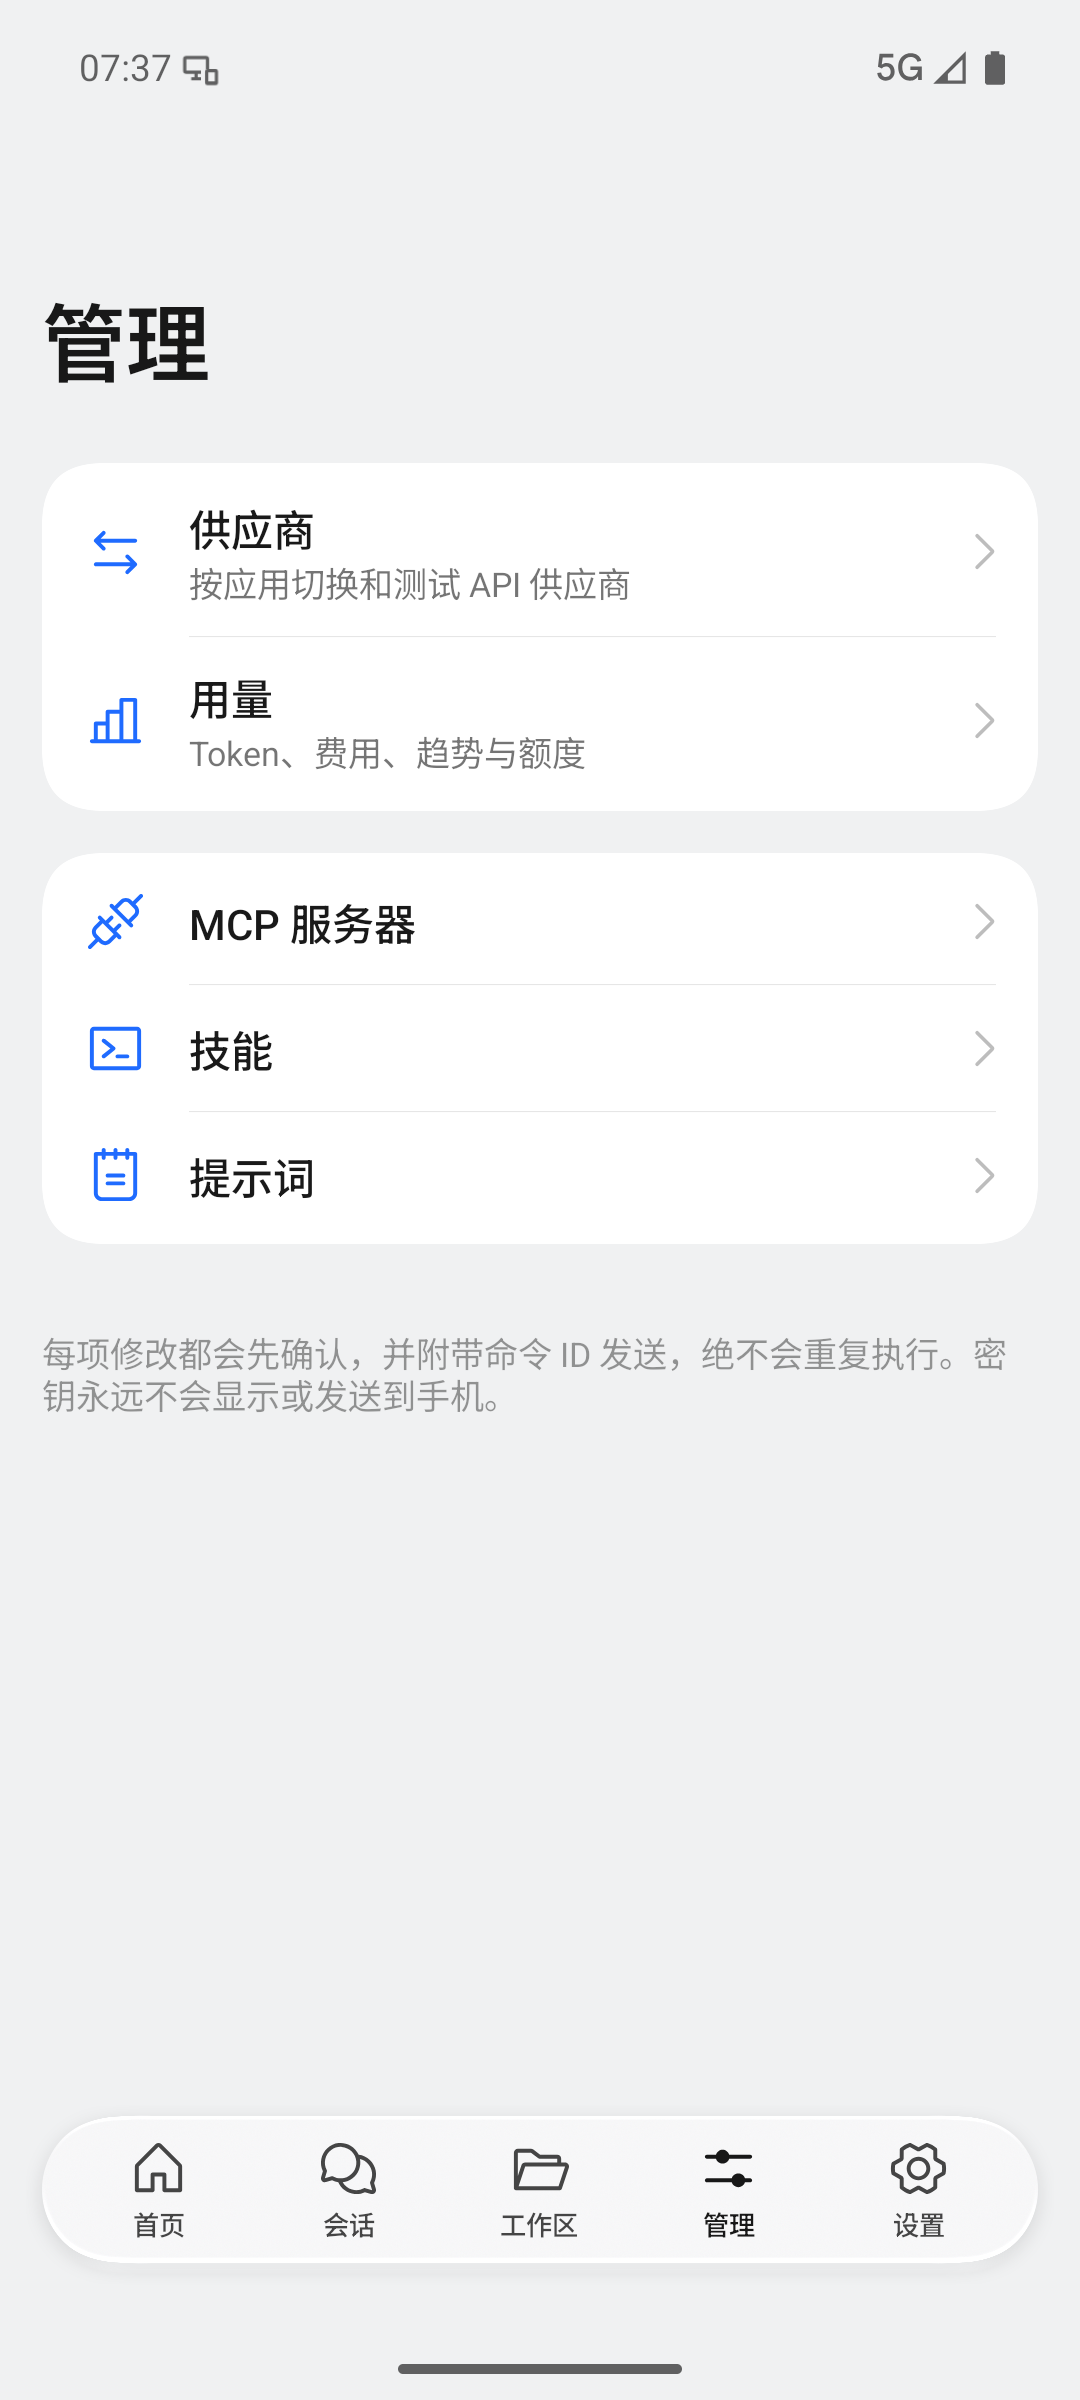 07:37
5G
管理
供应商
按应用切换和测试 API 供应商
用量
Token、费用、趋势与额度
MCP 服务器
技能
提示词
每项修改都会先确认，并附带命令 ID 发送，绝不会重复执行。密
钥永远不会显示或发送到手机。
首页
会话
工作区
管理
设置